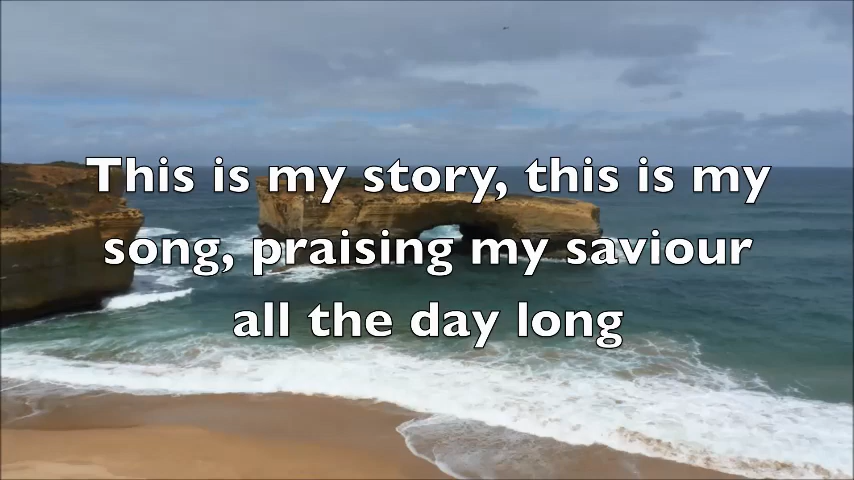 This is my story, this is my
song, praising my saviour
all the day long